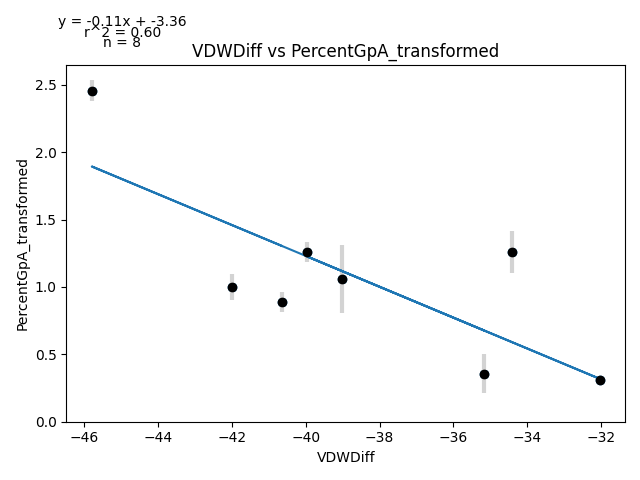 y = -0.11x + -3.36
r^2 = 0.60
n = 8
VDWDiff vs PercentGpA_transformed
PercentGpA_transformed
2.5
2.0
1.5
1.0
0.5
0.0
−46 −44 −42 −40 −38 −36 −34 −32
VDWDiff